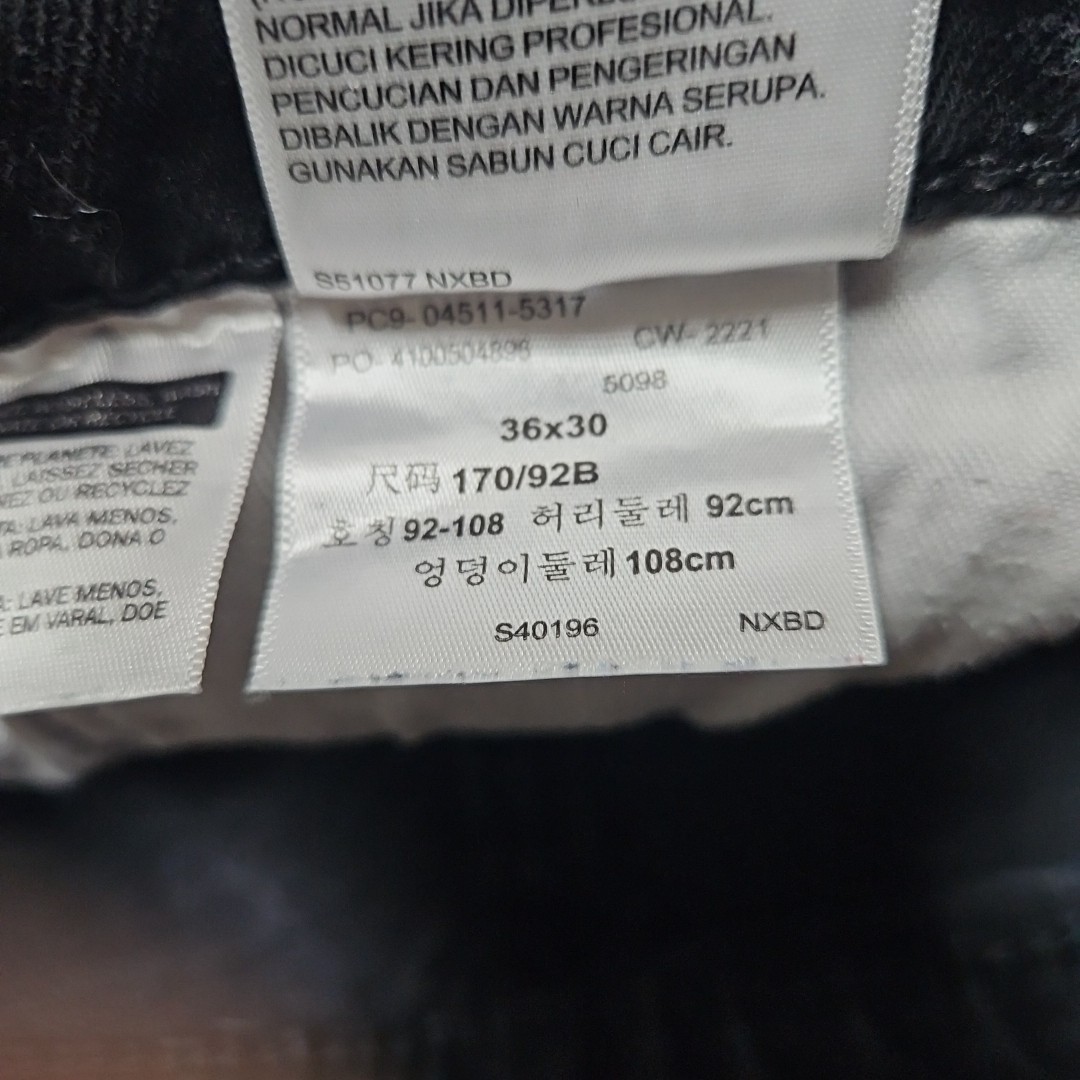 NORMAL JIKA
DICUCI KERING PROFESIONAL.
PENCUCIAN DAN PENGERINGAN
DIBALIK DENGAN WARNA SERUPA.
GUNAKAN SABUN CUCI CAIR.
S51077 NXBD
PC9- 04511-5317
PO- 4100504896 CW- 2221
5098
36x30
尺码 170/92B
호칭 92-108 허리둘레 92cm
엉덩이둘레 108cm
S40196 NXBD
PLANETE: LAVEZ
LAISSEZ SECHER
OU RECYCLEZ
LAVA MENOS,
ROPA, DONA O
LAVE MENOS,
EM VARAL, DOE